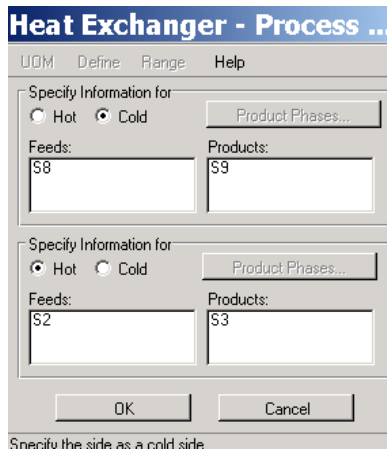 Heat Exchanger - Process ...
UOM Define Range Help
Specify Information for
Hot Cold Product Phases...
Feeds: Products:
S8 S9
Specify Information for
Hot Cold Product Phases...
Feeds: Products:
S2 S3
OK Cancel
Specify the side as a cold side